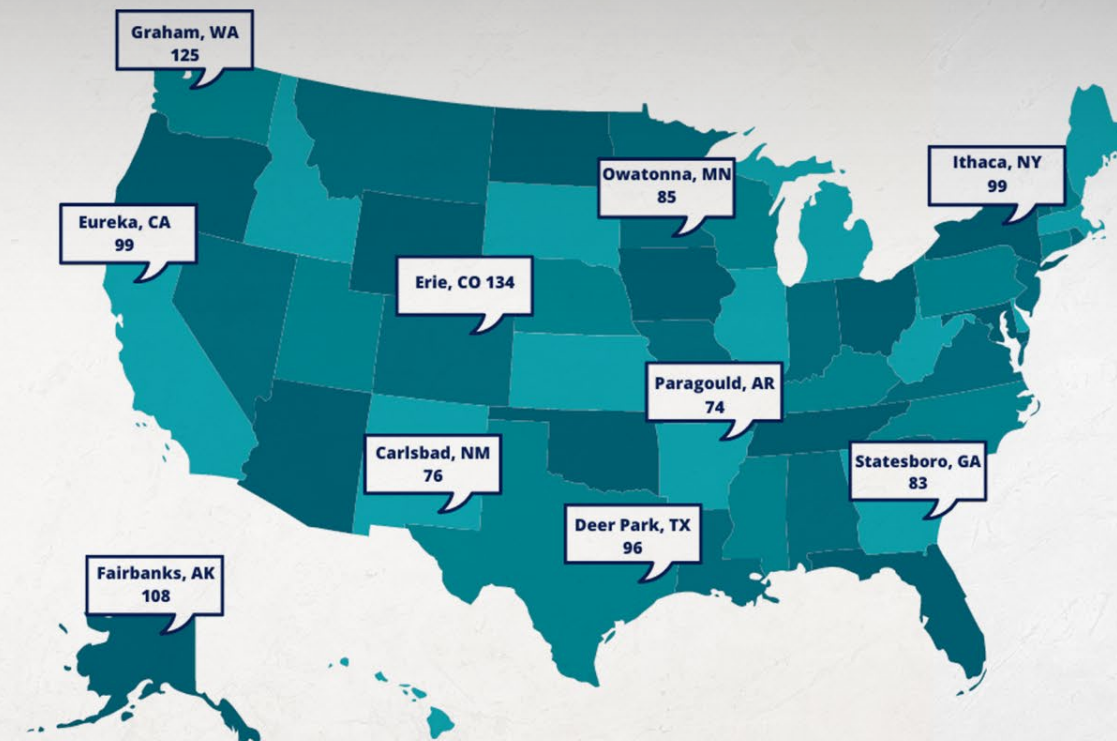 Graham, WA
125
Ithaca, NY
99
Owatonna, MN
85
Eureka, CA
99
Erie, CO 134
Paragould, AR
74
Carlsbad, NM
76
Statesboro, GA
83
Deer Park, TX
96
Fairbanks, AK
108